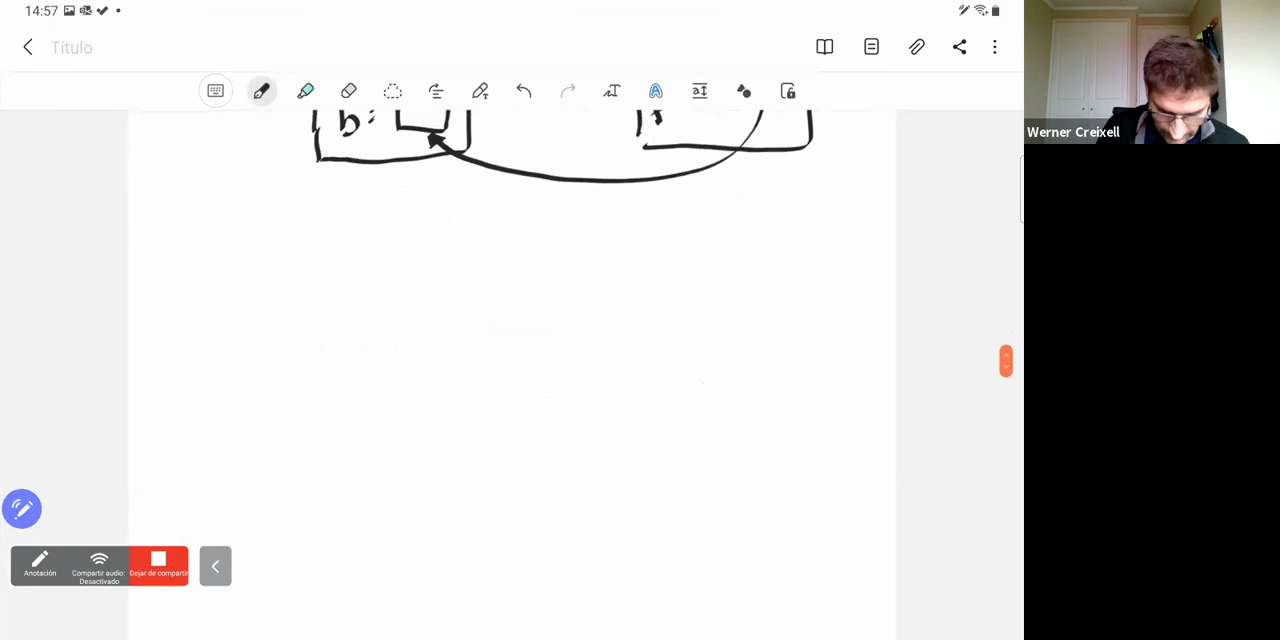 14:57
Título
b:
Werner Creixell
Anotación
Compartir audio:
Desactivado
Dejar de compartir